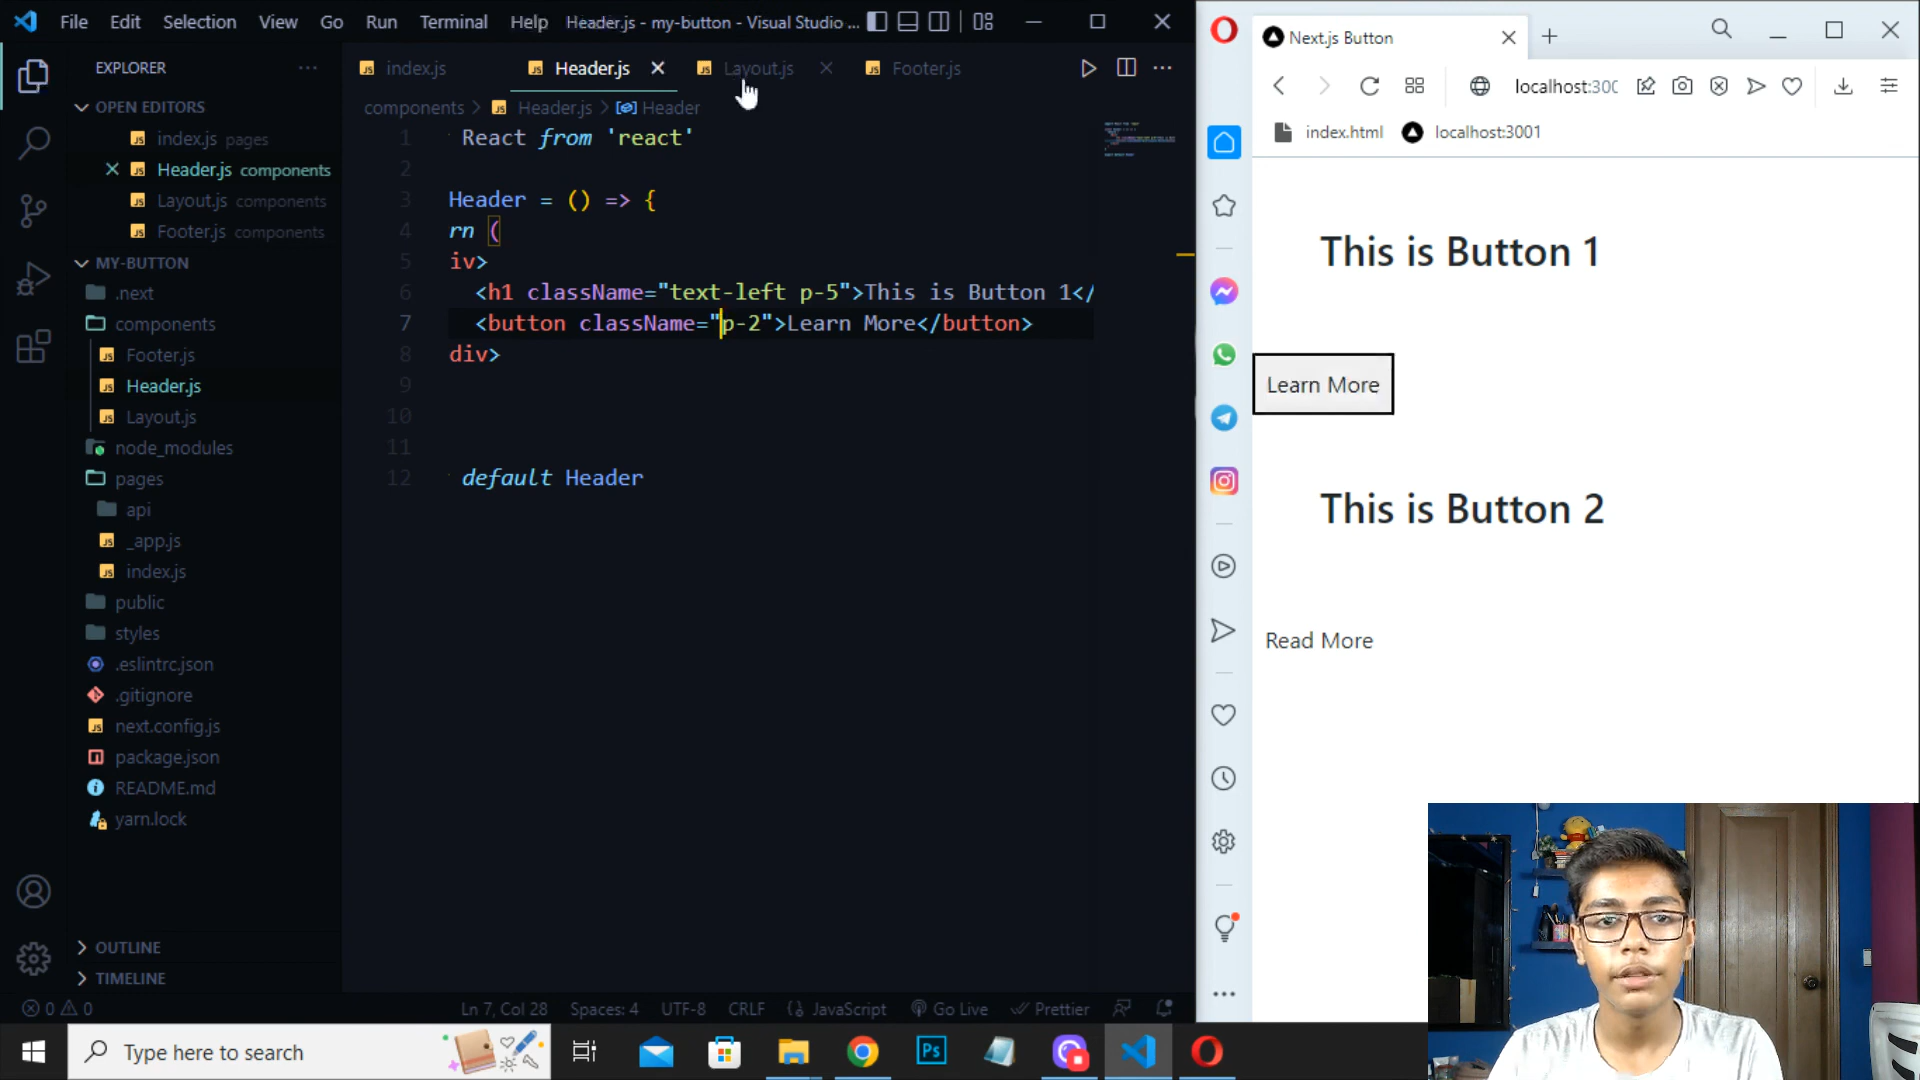 File Edit Selection View Go Run Terminal Help Header.js - my-button - Visual Studio ...
EXPLORER
OPEN EDITORS
index.js pages
Header.js components
Layout.js components
Footer.js components
MY-BUTTON
.next
components
Footer.js
Header.js
Layout.js
node_modules
pages
api
_app.js
index.js
public
styles
.eslintrc.json
.gitignore
next.config.js
package.json
README.md
yarn.lock
OUTLINE
TIMELINE
index.js Header.js Layout.js Footer.js
components > Header.js > Header
1 React from 'react'
2
3 Header = () => {
4 rn (
5 iv>
6 <h1 className="text-left p-5">This is Button 1</
7 <button className="p-2">Learn More</button>
8 div>
9
10
11
12 default Header
0 0 Ln 7, Col 28 Spaces: 4 UTF-8 CRLF {} JavaScript Go Live Prettier
Next.js Button
localhost:300
index.html localhost:3001
This is Button 1
Learn More
This is Button 2
Read More
Type here to search
Ps